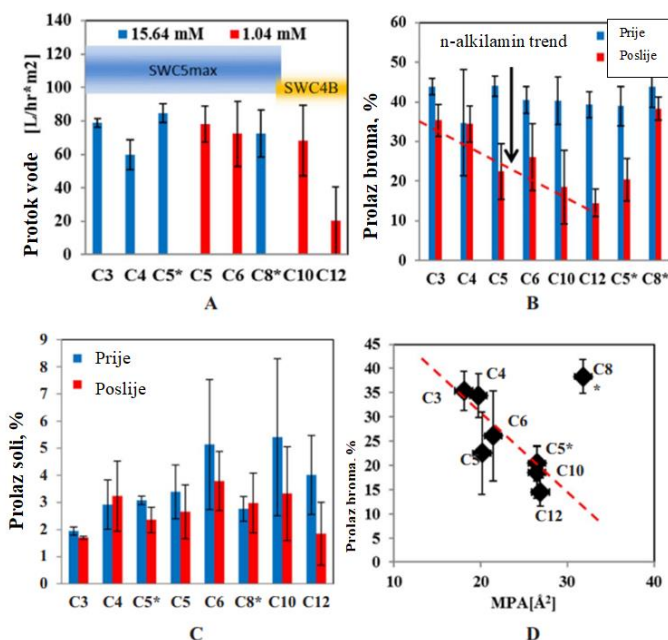 140
120
100
80
60
40
20
0
Protok vode [L/hr*m2]
15.64 mM
1.04 mM
SWC5max
SWC4B
C3 C4 C5* C5 C6 C8* C10 C12
A
60
50
40
30
20
10
0
Prolaz broma, %
n-alkilamin trend
Prije
Poslije
C3 C4 C5 C6 C10 C12 C5* C8*
B
9
8
7
6
5
4
3
2
1
0
Prolaz soli, %
Prije
Poslije
C3 C4 C5* C5 C6 C8* C10 C12
C
45
40
35
30
25
20
15
10
5
0
Prolaz broma, %
C3
C4
C8
*
C6
C5
C5*
C10
C12
10 20 30 40
MPA[Å²]
D